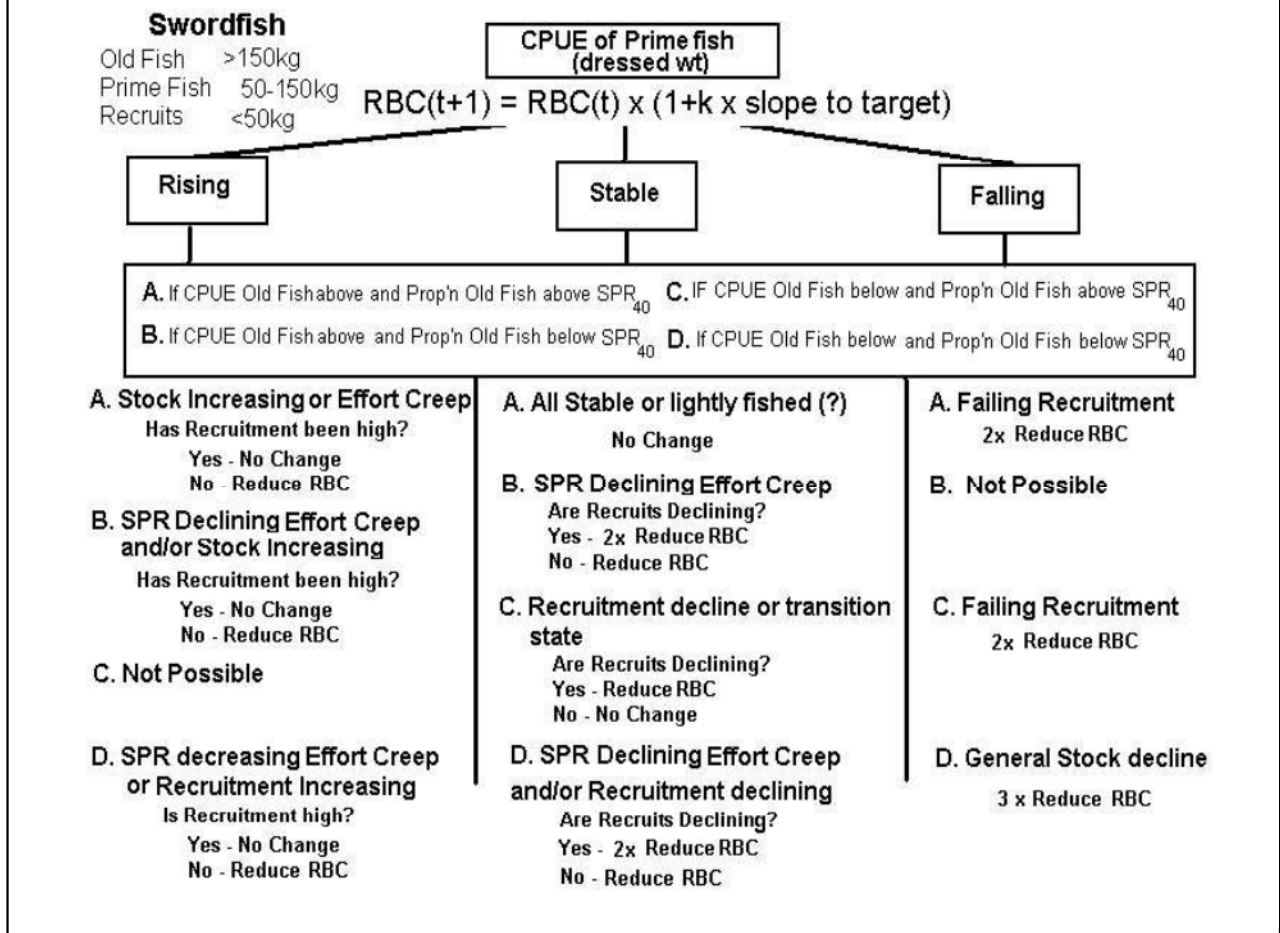 Swordfish
Old Fish >150kg
Prime Fish 50-150kg
Recruits <50kg
CPUE of Prime fish
(dressed wt)
RBC(t+1) = RBC(t) x (1+k x slope to target)
Rising
Stable
Falling
A. If CPUE Old Fish above and Prop'n Old Fish above SPR40
B. If CPUE Old Fish above and Prop'n Old Fish below SPR40
C. IF CPUE Old Fish below and Prop'n Old Fish above SPR40
D. If CPUE Old Fish below and Prop'n Old Fish below SPR40
A. Stock Increasing or Effort Creep
Has Recruitment been high?
Yes - No Change
No - Reduce RBC
B. SPR Declining Effort Creep
and/or Stock Increasing
Has Recruitment been high?
Yes - No Change
No - Reduce RBC
C. Not Possible
D. SPR decreasing Effort Creep
or Recruitment Increasing
Is Recruitment high?
Yes - No Change
No - Reduce RBC
A. All Stable or lightly fished (?)
No Change
B. SPR Declining Effort Creep
Are Recruits Declining?
Yes - 2x Reduce RBC
No - Reduce RBC
C. Recruitment decline or transition
state
Are Recruits Declining?
Yes - Reduce RBC
No - No Change
D. SPR Declining Effort Creep
and/or Recruitment declining
Are Recruits Declining?
Yes - 2x Reduce RBC
No - Reduce RBC
A. Failing Recruitment
2x Reduce RBC
B. Not Possible
C. Failing Recruitment
2x Reduce RBC
D. General Stock decline
3 x Reduce RBC